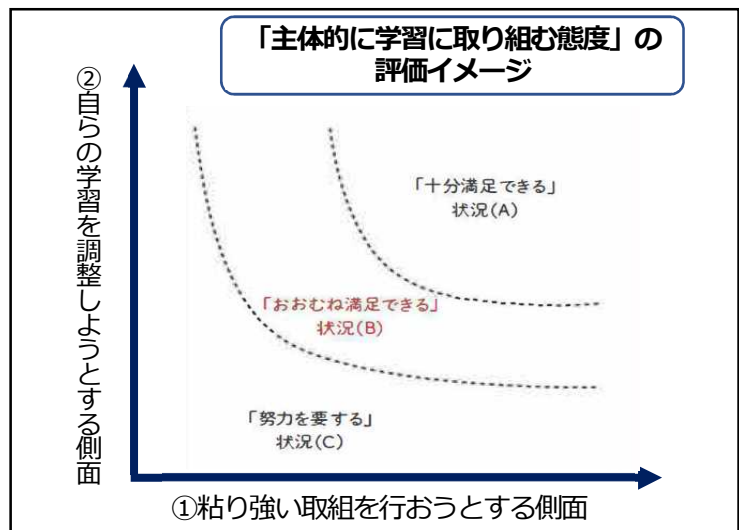 「主体的に学習に取り組む態度」の
評価イメージ
②自らの学習を調整しようとする側面
「十分満足できる」
状況(A)
「おおむね満足できる」
状況(B)
「努力を要する」
状況(C)
①粘り強い取組を行おうとする側面